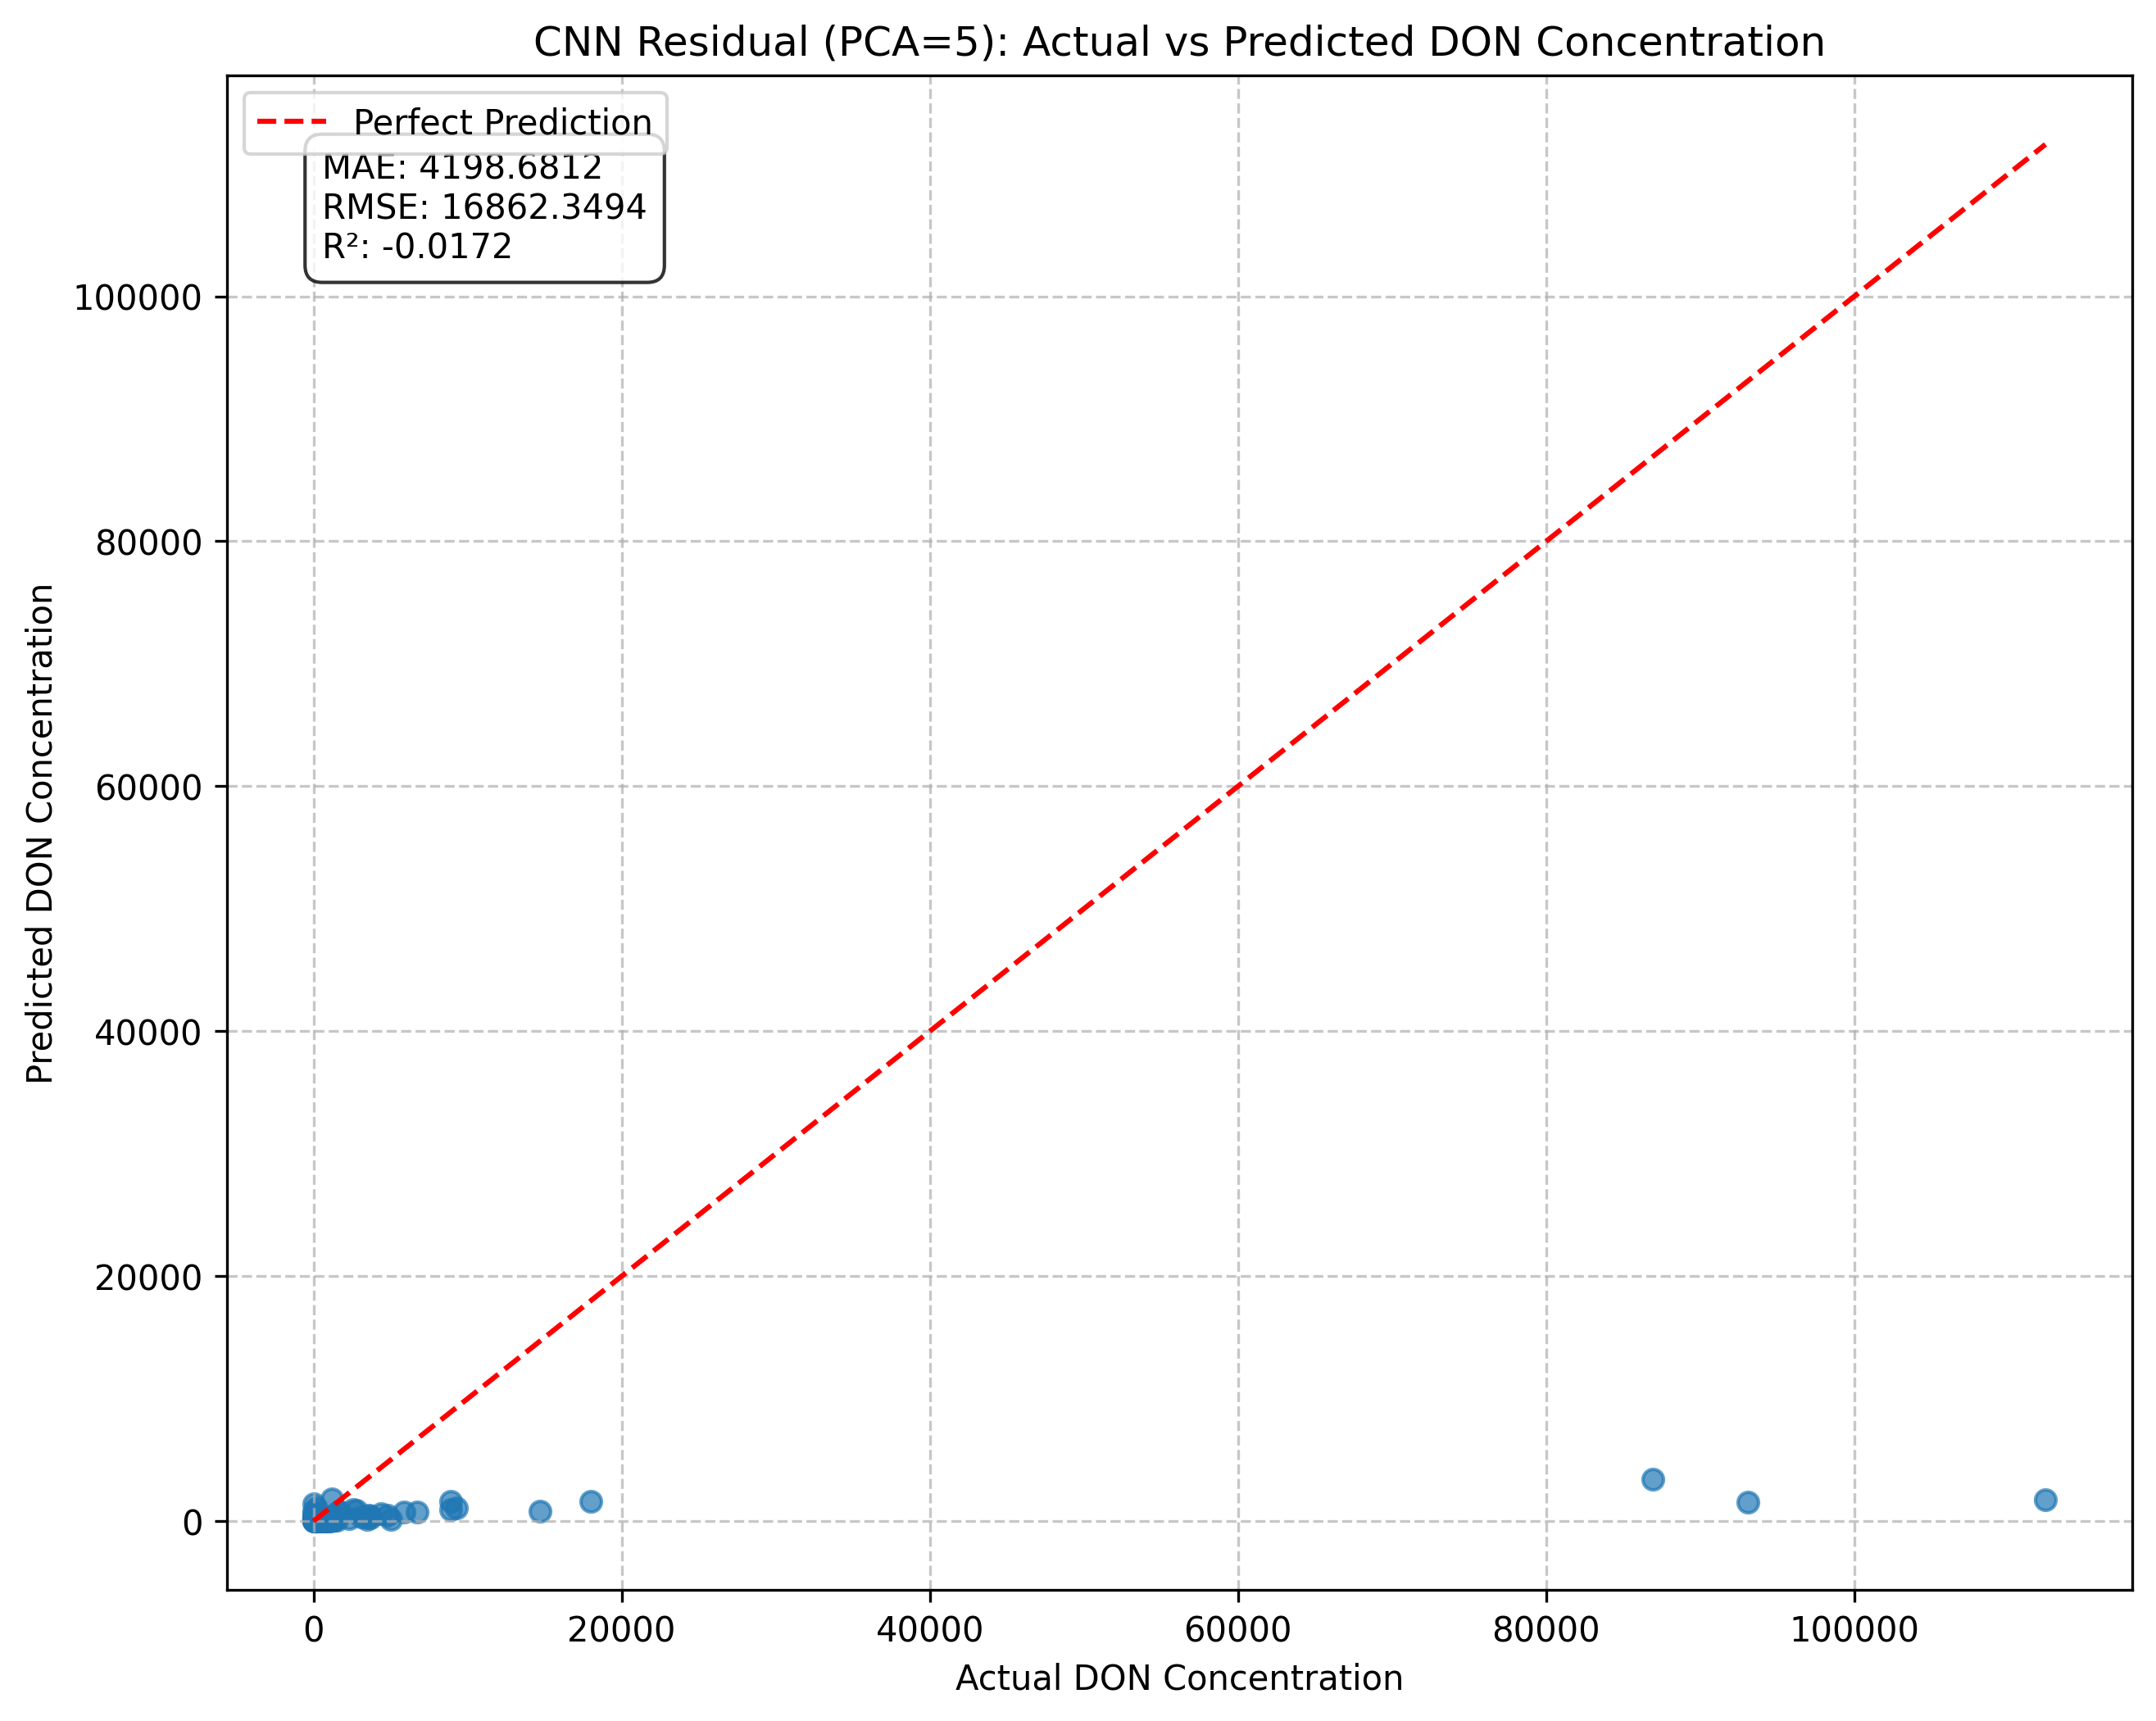 CNN Residual (PCA=5): Actual vs Predicted DON Concentration
Perfect Prediction
MAE: 4198.6812
RMSE: 16862.3494
R²: -0.0172
Predicted DON Concentration
100000
80000
60000
40000
20000
0
0 20000 40000 60000 80000 100000
Actual DON Concentration